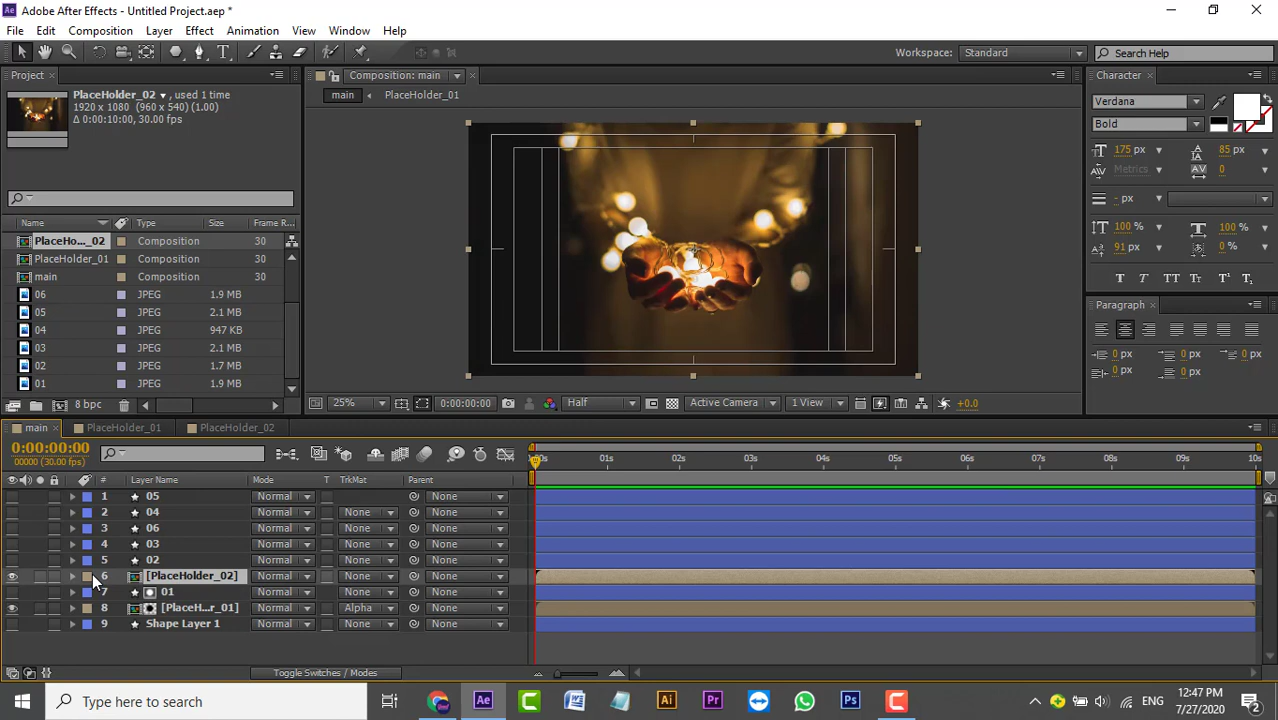 Adobe After Effects - Untitled Project.aep *
File Edit Composition Layer Effect Animation View Window Help
Workspace: Standard Search Help
Project Composition: main Character
PlaceHolder_02 , used 1 time
1920 x 1080 (960 x 540) (1.00)
Δ 0:00:10:00, 30.00 fps
main PlaceHolder_01
Verdana
Bold
175 px 85 px
Metrics 0
- px
100 % 100 %
91 px 0 %
T T TT Tr T¹ T₁
Paragraph
0 px 0 px 0 px
0 px 0 px
Name Type Size Frame R...
PlaceHo..._02 Composition 30
PlaceHolder_01 Composition 30
main Composition 30
06 JPEG 1.9 MB
05 JPEG 2.1 MB
04 JPEG 947 KB
03 JPEG 2.1 MB
02 JPEG 1.7 MB
01 JPEG 1.9 MB
8 bpc
25% 0:00:00:00 Half Active Camera 1 View +0.0
main PlaceHolder_01 PlaceHolder_02
0:00:00:00
00000 (30.00 fps)
01s 02s 03s 04s 05s 06s 07s 08s 09s 10s
# Layer Name Mode T TrkMat Parent
1 05 Normal None
2 04 Normal None None
3 06 Normal None None
4 03 Normal None None
5 02 Normal None None
6 [PlaceHolder_02] Normal None None
7 01 Normal None None
8 [PlaceH...r_01] Normal Alpha None
9 Shape Layer 1 Normal None None
Toggle Switches / Modes
Type here to search
ENG 12:47 PM
7/27/2020
2